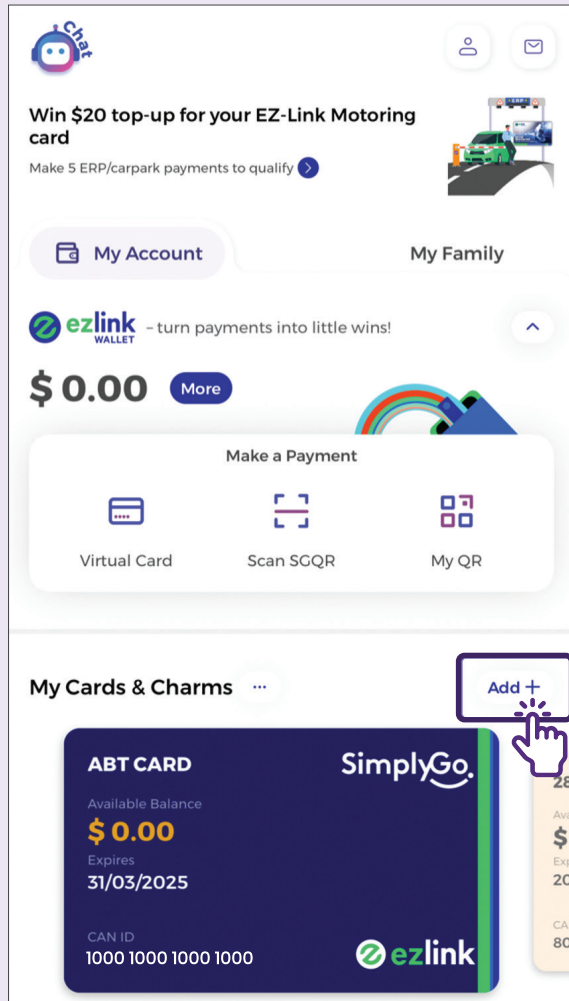 Chat
Win $20 top-up for your EZ-Link Motoring
card
Make 5 ERP/carpark payments to qualify
ERP
My Account
My Family
ezlink
WALLET
– turn payments into little wins!
$ 0.00
More
Make a Payment
Virtual Card
Scan SGQR
My QR
My Cards & Charms ...
Add +
ABT CARD
SimplyGo.
Available Balance
$ 0.00
Expires
31/03/2025
CAN ID
1000 1000 1000 1000
ezlink
28
$
20
80